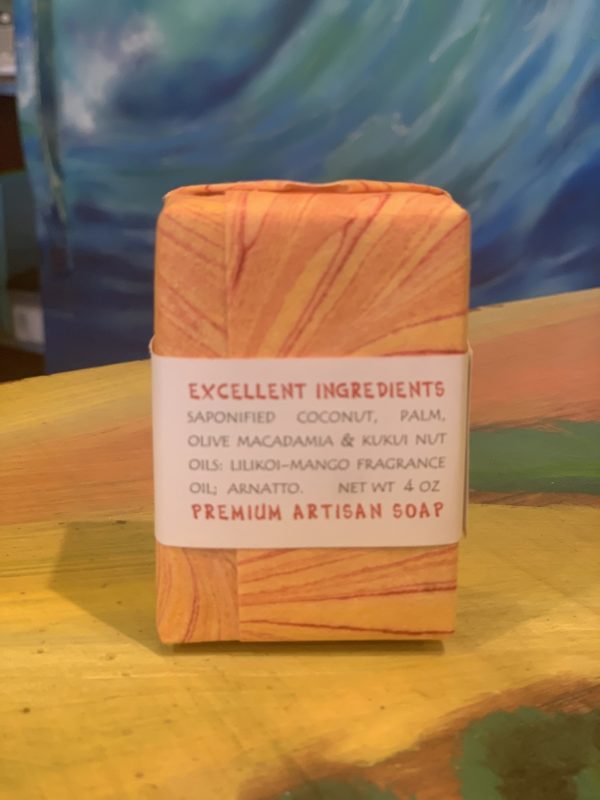 EXCELLENT INGREDIENTS
SAPONIFIED COCONUT, PALM,
OLIVE MACADAMIA & KUKUI NUT
OILS: LILIKOI-MANGO FRAGRANCE
OIL; ARNATTO. NET WT 4 OZ
PREMIUM ARTISAN SOAP